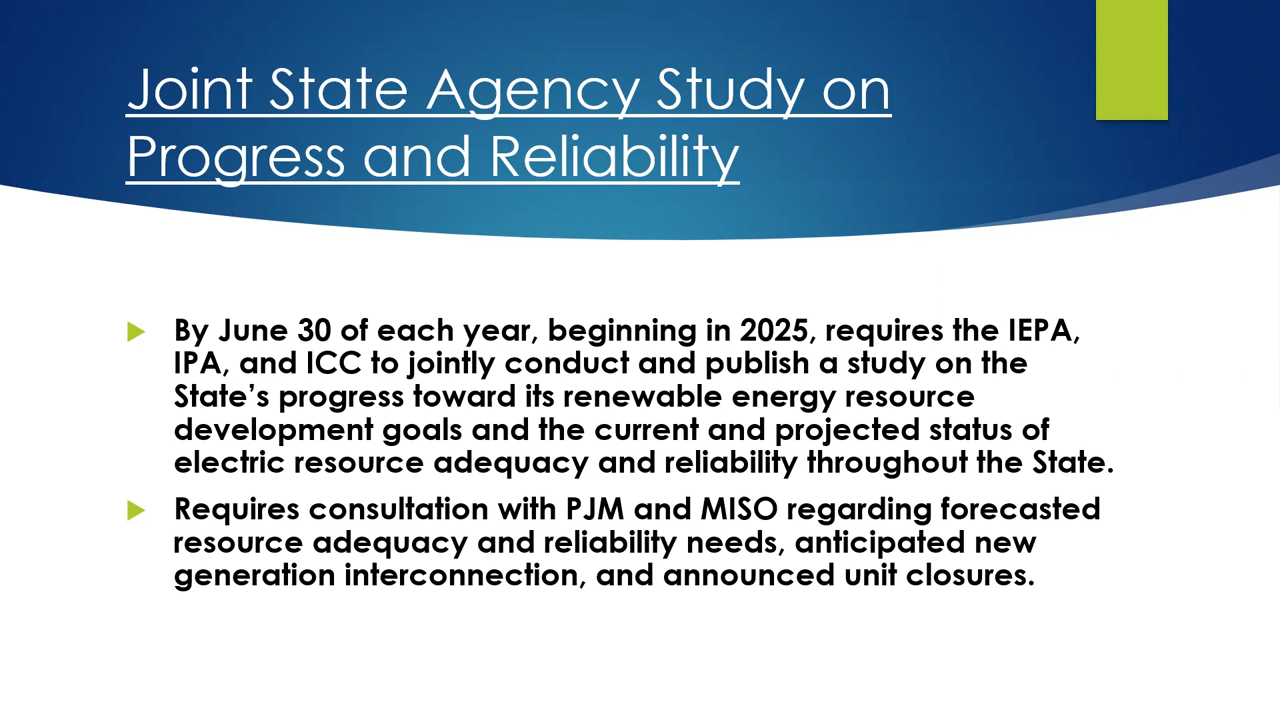 Joint State Agency Study on
Progress and Reliability
By June 30 of each year, beginning in 2025, requires the IEPA,
IPA, and ICC to jointly conduct and publish a study on the
State’s progress toward its renewable energy resource
development goals and the current and projected status of
electric resource adequacy and reliability throughout the State.
Requires consultation with PJM and MISO regarding forecasted
resource adequacy and reliability needs, anticipated new
generation interconnection, and announced unit closures.